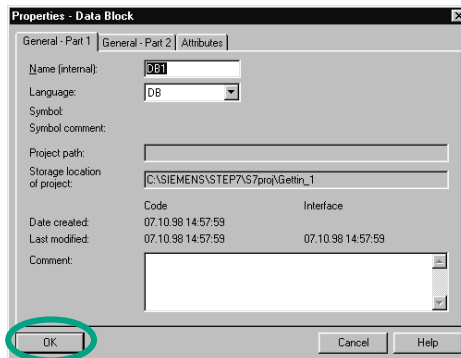 Properties - Data Block
General - Part 1 General - Part 2 Attributes
Name (internal): DB1
Language: DB
Symbol:
Symbol comment:
Project path:
Storage location
of project: C:\SIEMENS\STEP7\S7proj\Gettin_1
Code Interface
Date created: 07.10.98 14:57:59
Last modified: 07.10.98 14:57:59 07.10.98 14:57:59
Comment:
OK Cancel Help